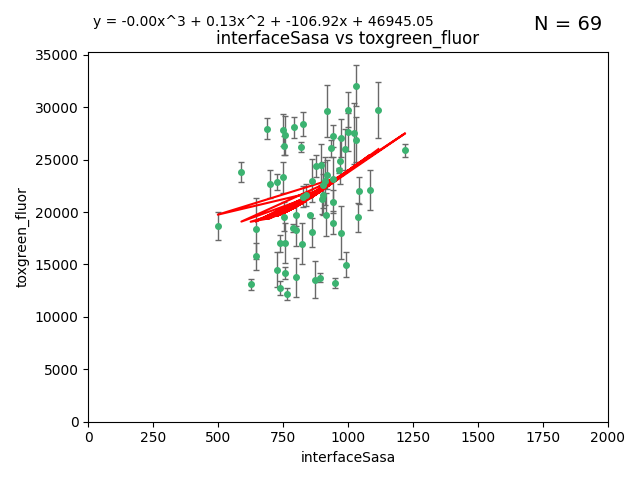 y = -0.00x^3 + 0.13x^2 + -106.92x + 46945.05
N = 69
interfaceSasa vs toxgreen_fluor
35000
30000
25000
20000
15000
10000
5000
0
toxgreen_fluor
0 250 500 750 1000 1250 1500 1750 2000
interfaceSasa